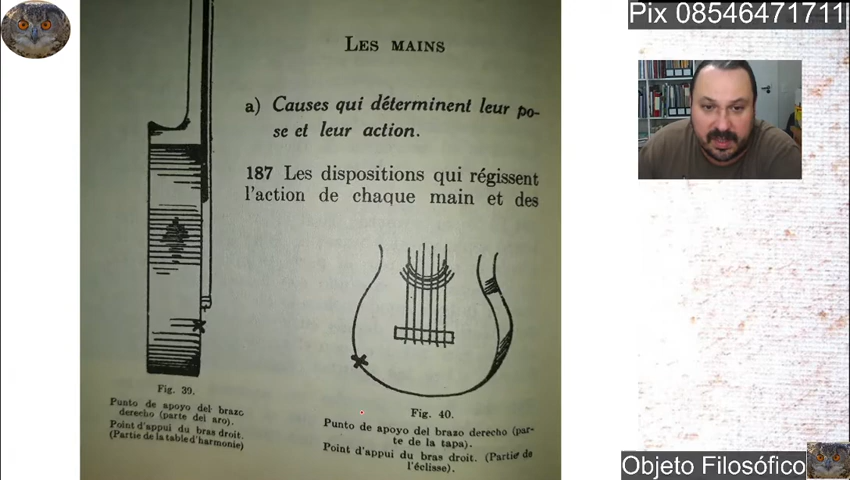 Pix 08546471711
LES MAINS
a) Causes qui déterminent leur po-
se et leur action.
187 Les dispositions qui régissent
l'action de chaque main et des
Fig. 39.
Punto de apoyo del brazo
derecho (parte del aro).
Point d'appui du bras droit.
(Partie de la table d'harmonie)
Fig. 40.
Punto de apoyo del brazo derecho (par-
te de la tapa).
Point d'appui du bras droit. (Partie de
l'éclisse).
Objeto Filosófico